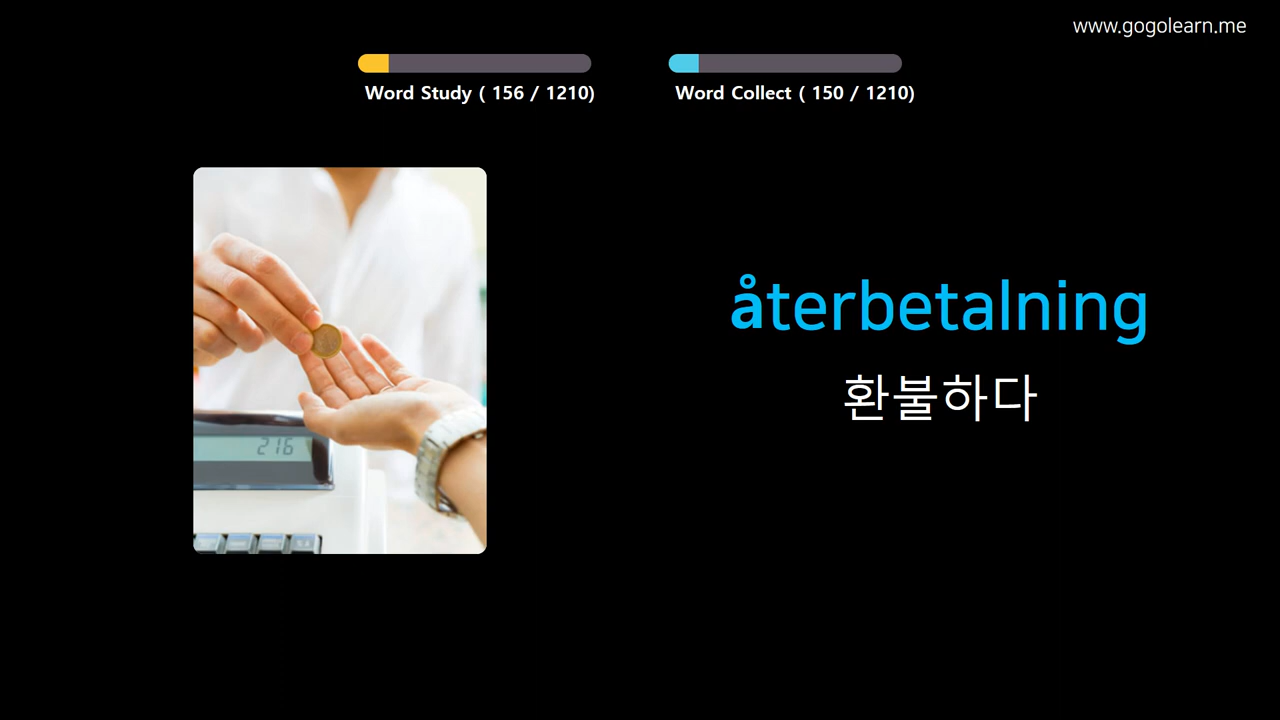 www.gogolearn.me
Word Study ( 156 / 1210)
Word Collect ( 150 / 1210)
återbetalning
환불하다
216